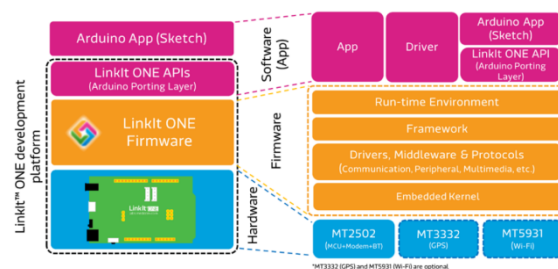 Arduino App (Sketch)
LinkIt ONE APIs
(Arduino Porting Layer)
LinkIt ONE
Firmware
LinkIt™ ONE development
platform
Software
(App)
Firmware
Hardware
App
Driver
Arduino App
(Sketch)
LinkIt ONE API
(Arduino Porting
Layer)
Run-time Environment
Framework
Drivers, Middleware & Protocols
(Communication, Peripheral, Multimedia, etc.)
Embedded Kernel
MT2502
(MCU+Modem+BT)
MT3332
(GPS)
MT5931
(Wi-Fi)
*MT3332 (GPS) and MT5931 (Wi-Fi) are optional